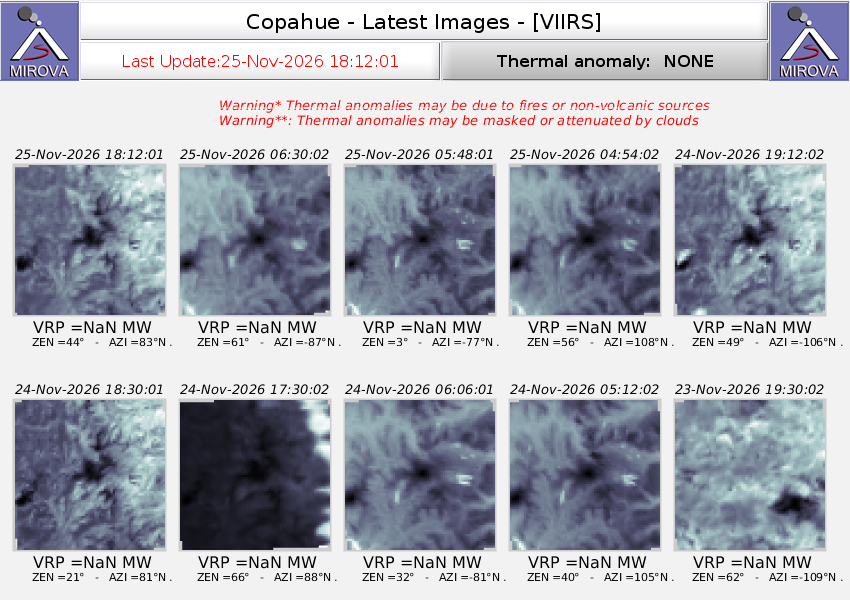 Copahue - Latest Images - [VIIRS]
MIROVA
Last Update:25-Nov-2026 18:12:01
Thermal anomaly: NONE
MIROVA
Warning* Thermal anomalies may be due to fires or non-volcanic sources
Warning**: Thermal anomalies may be masked or attenuated by clouds
25-Nov-2026 18:12:01
25-Nov-2026 06:30:02
25-Nov-2026 05:48:01
25-Nov-2026 04:54:02
24-Nov-2026 19:12:02
VRP =NaN MW
VRP =NaN MW
VRP =NaN MW
VRP =NaN MW
VRP =NaN MW
ZEN =44° - AZI =83°N .
ZEN =61° - AZI =-87°N .
ZEN =3° - AZI =-77°N .
ZEN =56° - AZI =108°N .
ZEN =49° - AZI =-106°N .
24-Nov-2026 18:30:01
24-Nov-2026 17:30:02
24-Nov-2026 06:06:01
24-Nov-2026 05:12:02
23-Nov-2026 19:30:02
VRP =NaN MW
VRP =NaN MW
VRP =NaN MW
VRP =NaN MW
VRP =NaN MW
ZEN =21° - AZI =81°N .
ZEN =66° - AZI =88°N .
ZEN =32° - AZI =-81°N .
ZEN =40° - AZI =105°N .
ZEN =62° - AZI =-109°N .